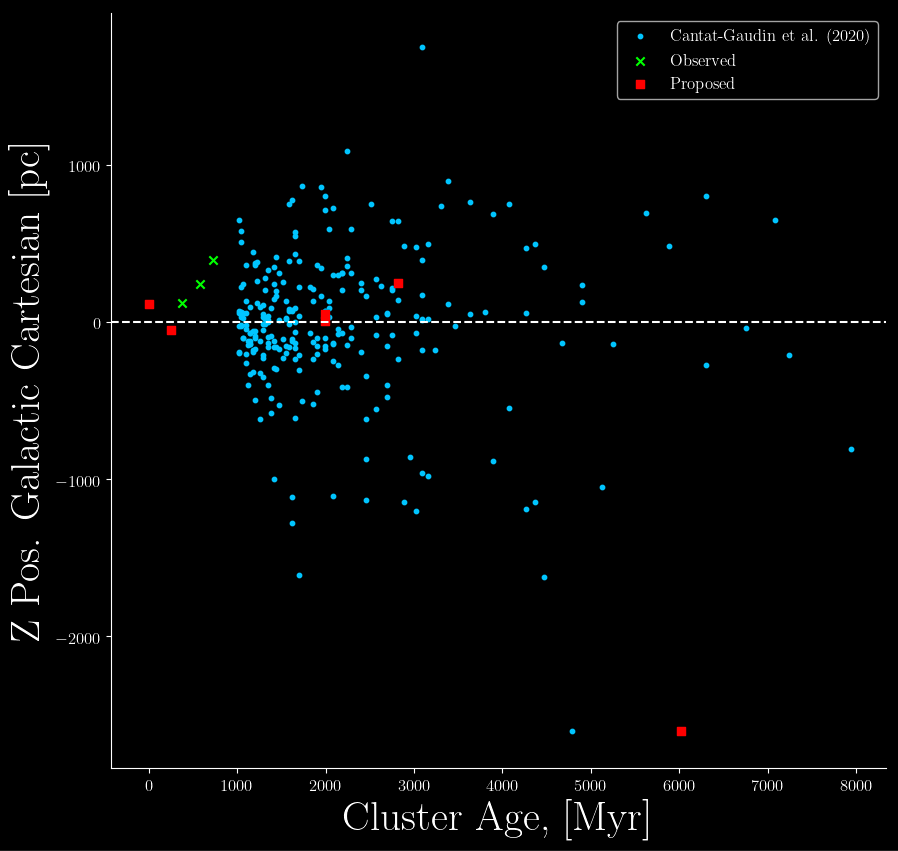 Cantat-Gaudin et al. (2020)
Observed
Proposed
Z Pos. Galactic Cartesian [pc]
1000
0
−1000
−2000
0 1000 2000 3000 4000 5000 6000 7000 8000
Cluster Age, [Myr]